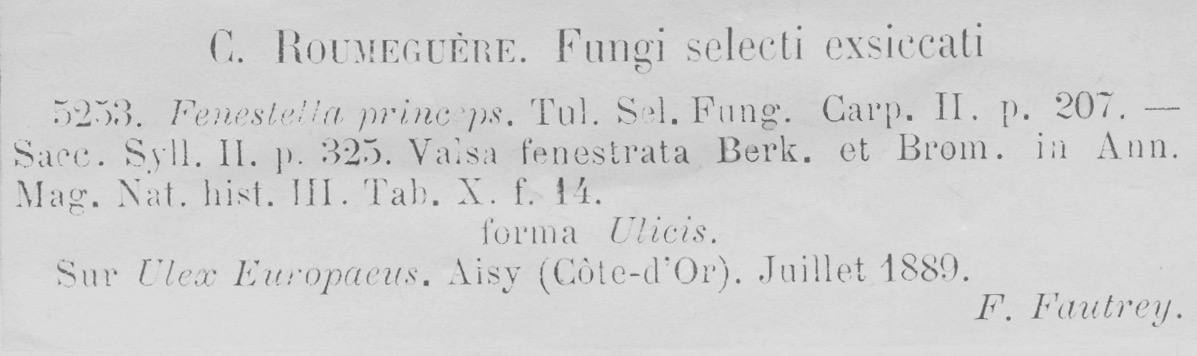 C. ROUMEGUÈRE. Fungi selecti exsiccati
5253. Fenestella princeps. Tul. Sel. Fung. Carp. II. p. 207. —
Sacc. Syll. II. p. 325. Valsa fenestrata Berk. et Brom. in Ann.
Mag. Nat. hist. III. Tab. X. f. 14.
forma Ulicis.
Sur Ulex Europaeus. Aisy (Côte-d'Or). Juillet 1889.
F. Fautrey.